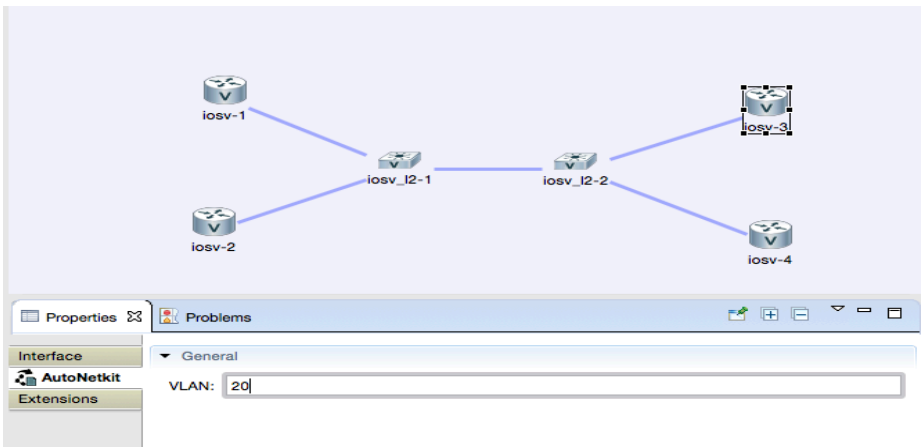 iosv-1
iosv-3
iosv_l2-1
iosv_l2-2
iosv-2
iosv-4
Properties
Problems
Interface
General
AutoNetkit
VLAN: 20
Extensions